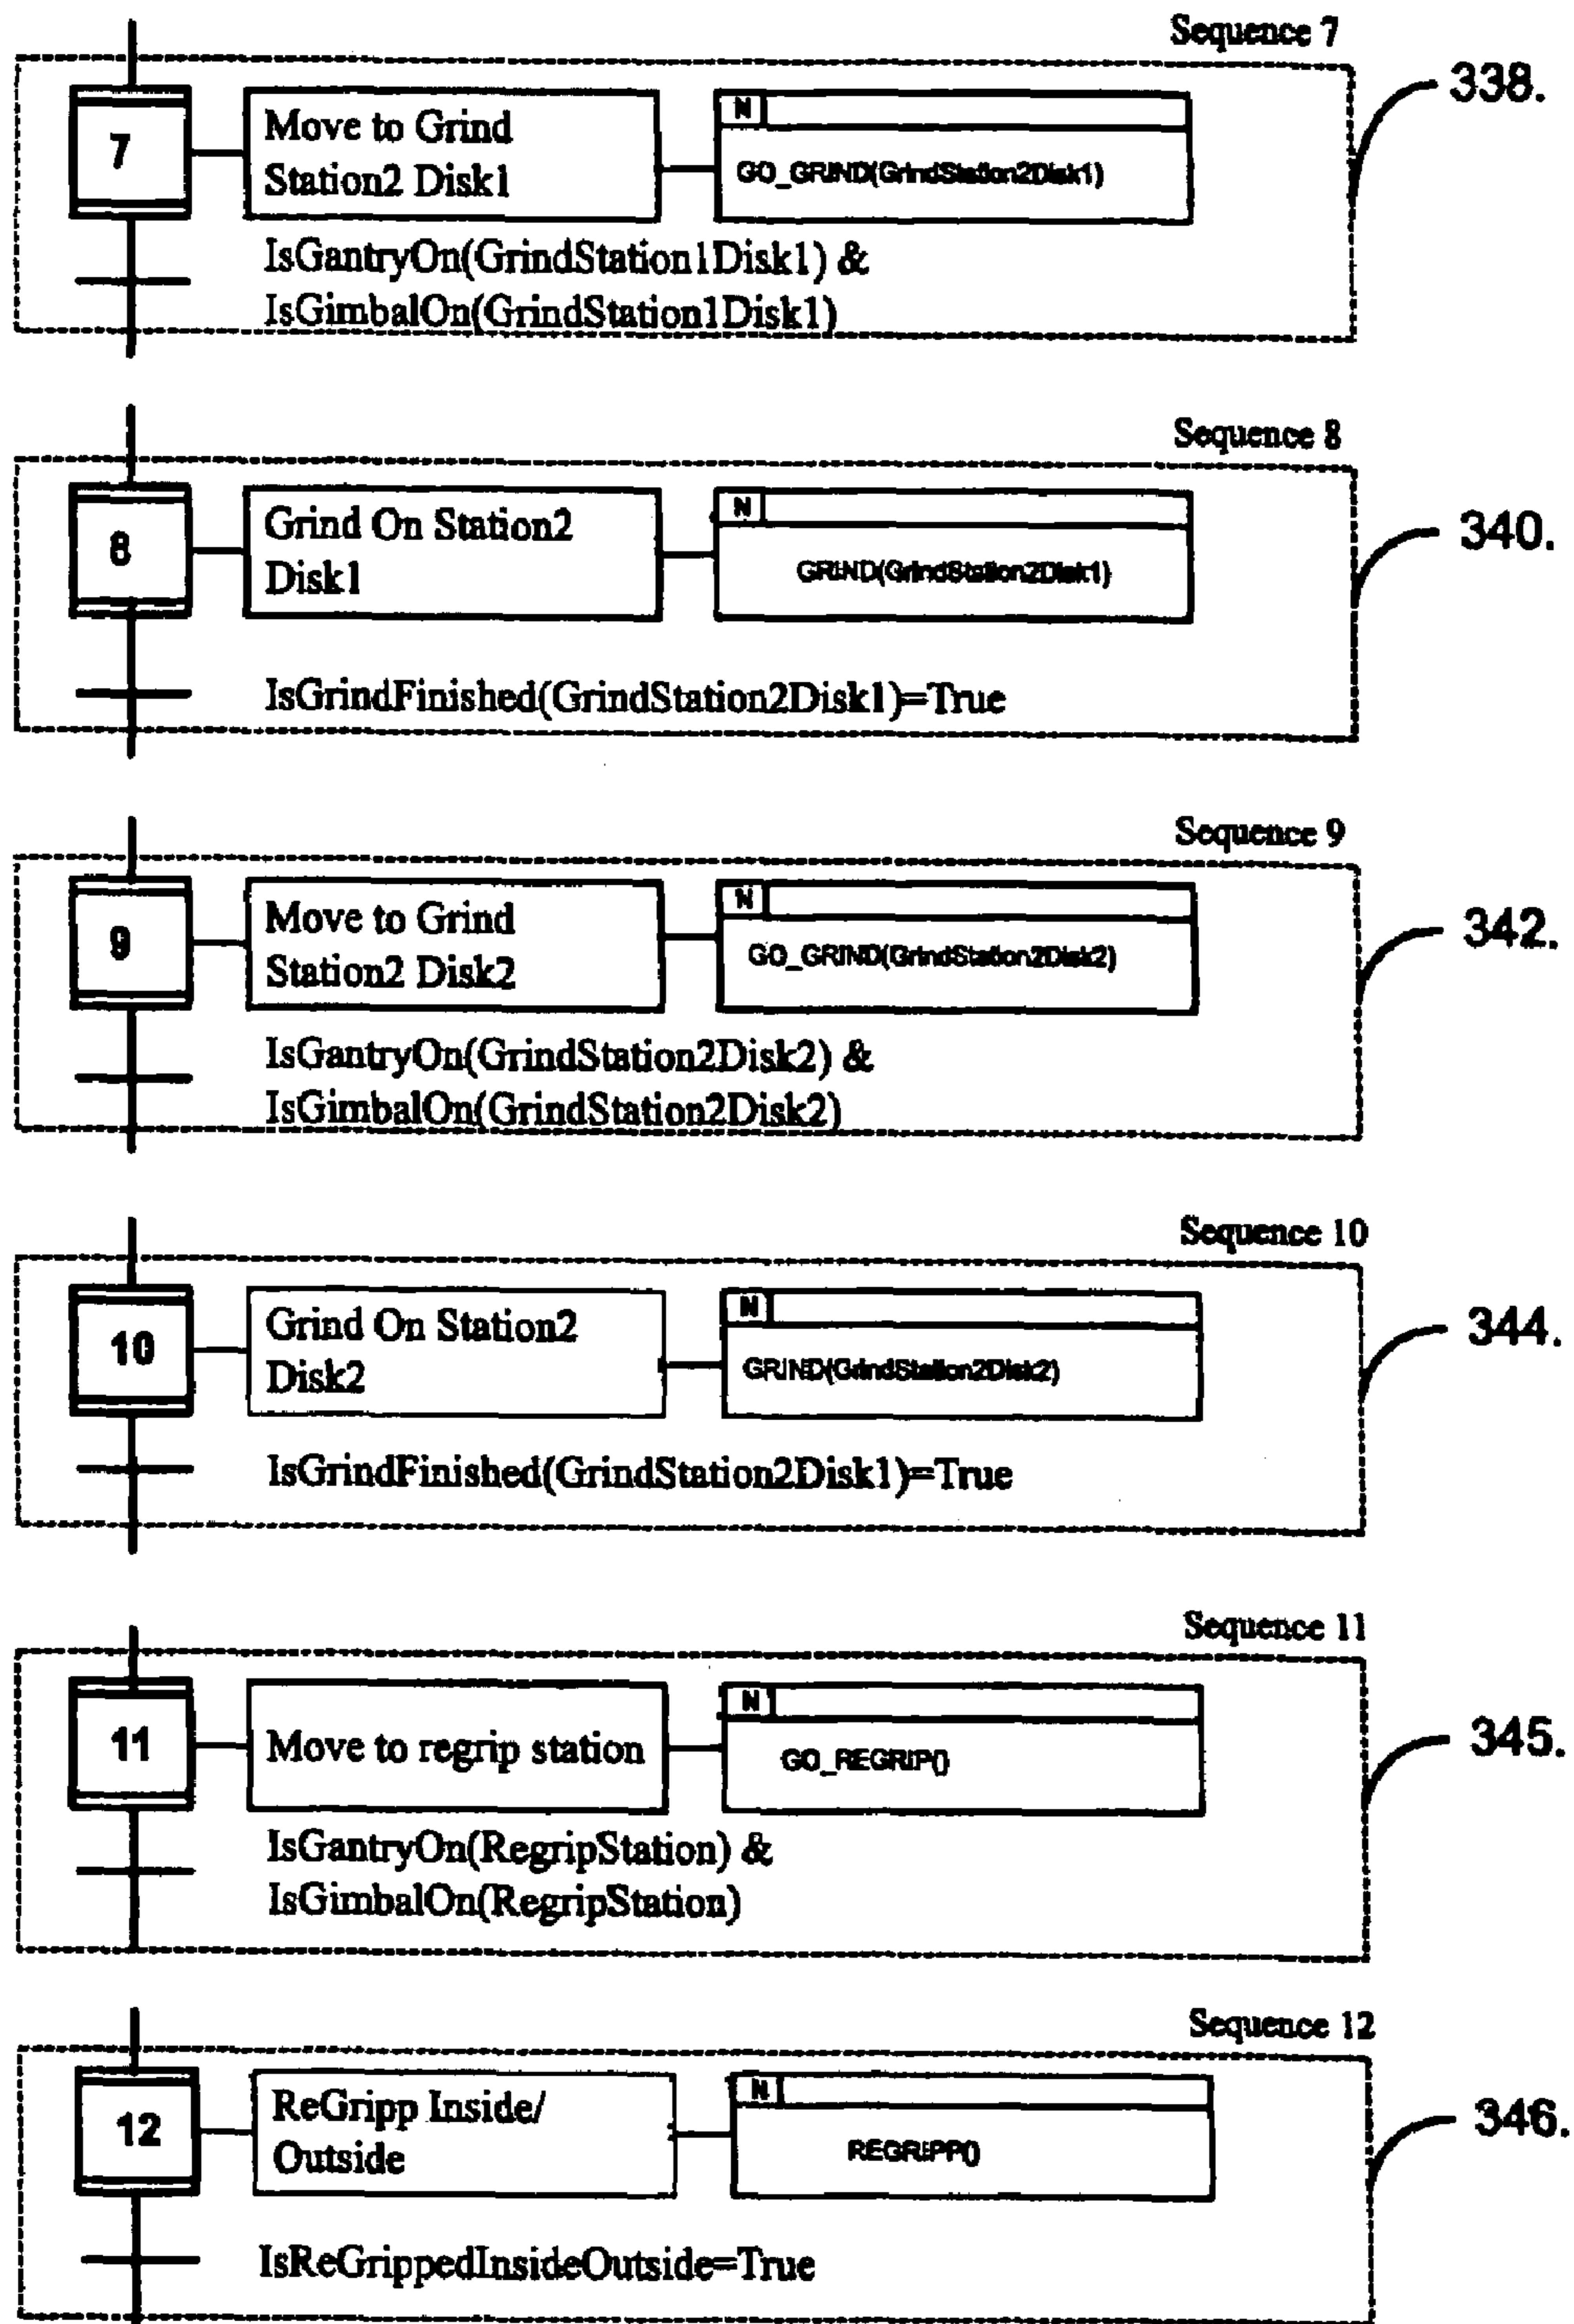 Sequence 7
338.
7
Move to Grind
Station2 Disk1
N
GO_GRIND(GrindStation2Disk1)
IsGantryOn(GrindStation1Disk1) &
IsGimbalOn(GrindStation1Disk1)
Sequence 8
340.
8
Grind On Station2
Disk1
N
GRIND(GrindStation2Disk1)
IsGrindFinished(GrindStation2Disk1)=True
Sequence 9
342.
9
Move to Grind
Station2 Disk2
N
GO_GRIND(GrindStation2Disk2)
IsGantryOn(GrindStation2Disk2) &
IsGimbalOn(GrindStation2Disk2)
Sequence 10
344.
10
Grind On Station2
Disk2
N
GRIND(GrindStation2Disk2)
IsGrindFinished(GrindStation2Disk1)=True
Sequence 11
345.
11
Move to regrip station
N
GO_REGRIP()
IsGantryOn(RegripStation) &
IsGimbalOn(RegripStation)
Sequence 12
346.
12
ReGripp Inside/
Outside
N
REGRIPP()
IsReGrippedInsideOutside=True